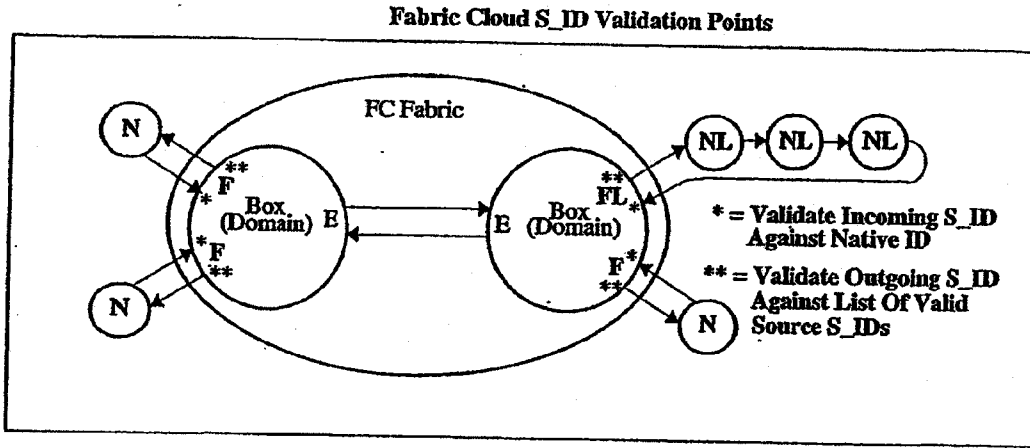 Fabric Cloud S_ID Validation Points
FC Fabric
N
**
F
*
Box
(Domain)
E
*
F
**
N
E
Box
(Domain)
**
FL
*
F
*
**
NL
NL
NL
N
* = Validate Incoming S_ID
Against Native ID
** = Validate Outgoing S_ID
Against List Of Valid
Source S_IDs